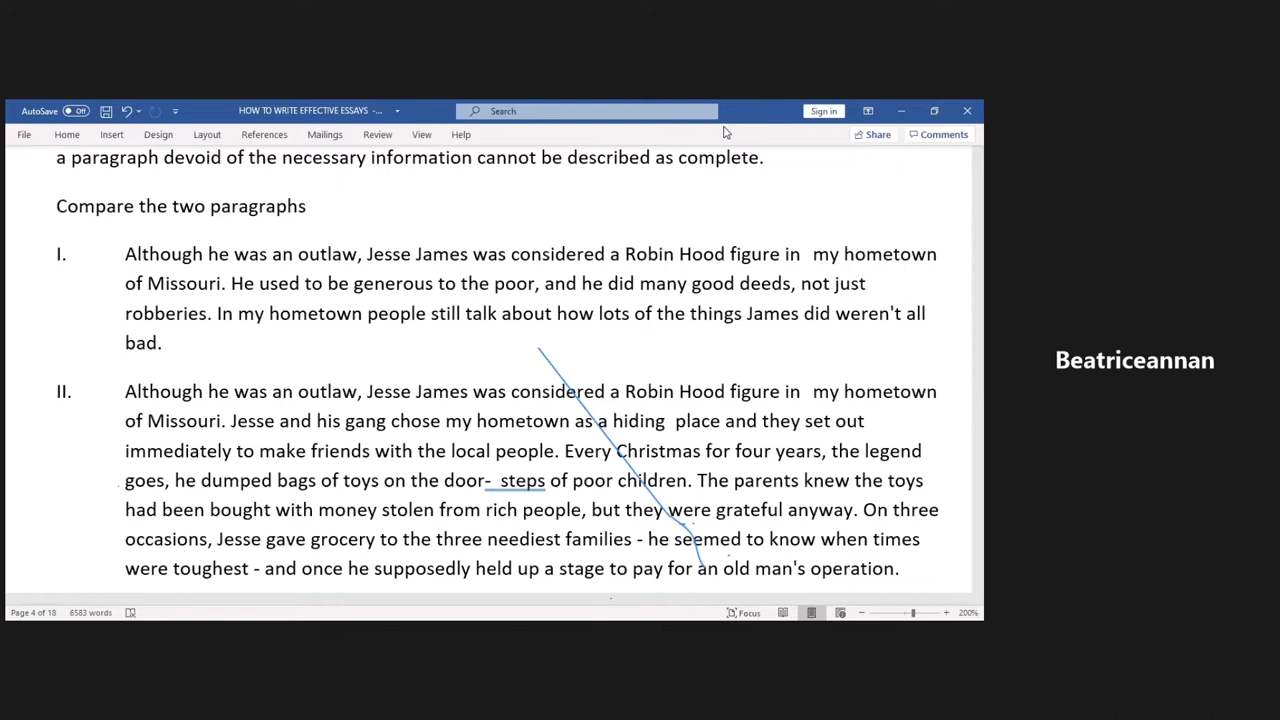 AutoSave Off HOW TO WRITE EFFECTIVE ESSAYS -... Search Sign in
File Home Insert Design Layout References Mailings Review View Help Share Comments
a paragraph devoid of the necessary information cannot be described as complete.
Compare the two paragraphs
I. Although he was an outlaw, Jesse James was considered a Robin Hood figure in my hometown
of Missouri. He used to be generous to the poor, and he did many good deeds, not just
robberies. In my hometown people still talk about how lots of the things James did weren't all
bad.
II. Although he was an outlaw, Jesse James was considered a Robin Hood figure in my hometown
of Missouri. Jesse and his gang chose my hometown as a hiding place and they set out
immediately to make friends with the local people. Every Christmas for four years, the legend
goes, he dumped bags of toys on the door- steps of poor children. The parents knew the toys
had been bought with money stolen from rich people, but they were grateful anyway. On three
occasions, Jesse gave grocery to the three neediest families - he seemed to know when times
were toughest - and once he supposedly held up a stage to pay for an old man's operation.
Page 4 of 18 6583 words Focus 200%
Beatriceannan